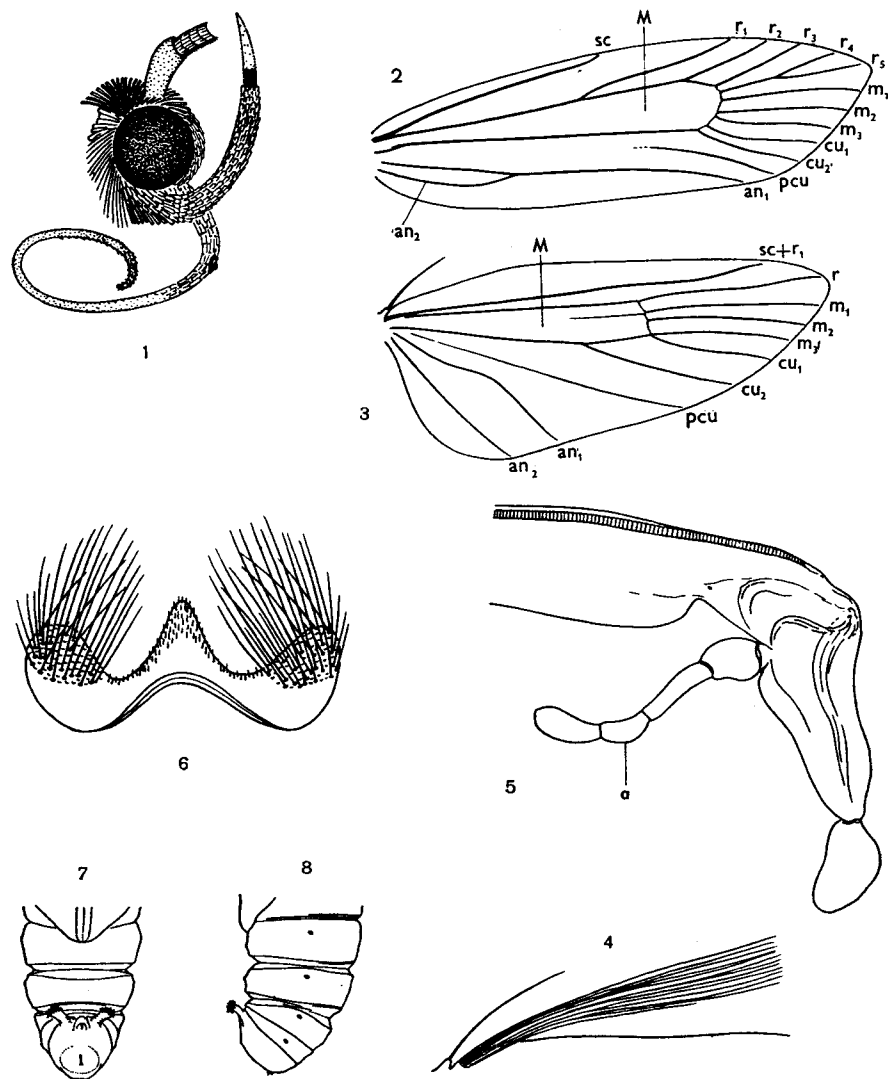 1
2
sc
M
r₁
r₂
r₃
r₄
r₅
m₁
m₂
m₃
cu₁
cu₂
pcu
an₁
an₂
3
M
sc+r₁
r
m₁
m₂
m₃
cu₁
cu₂
pcu
an₁
an₂
6
5
a
7
8
4
1